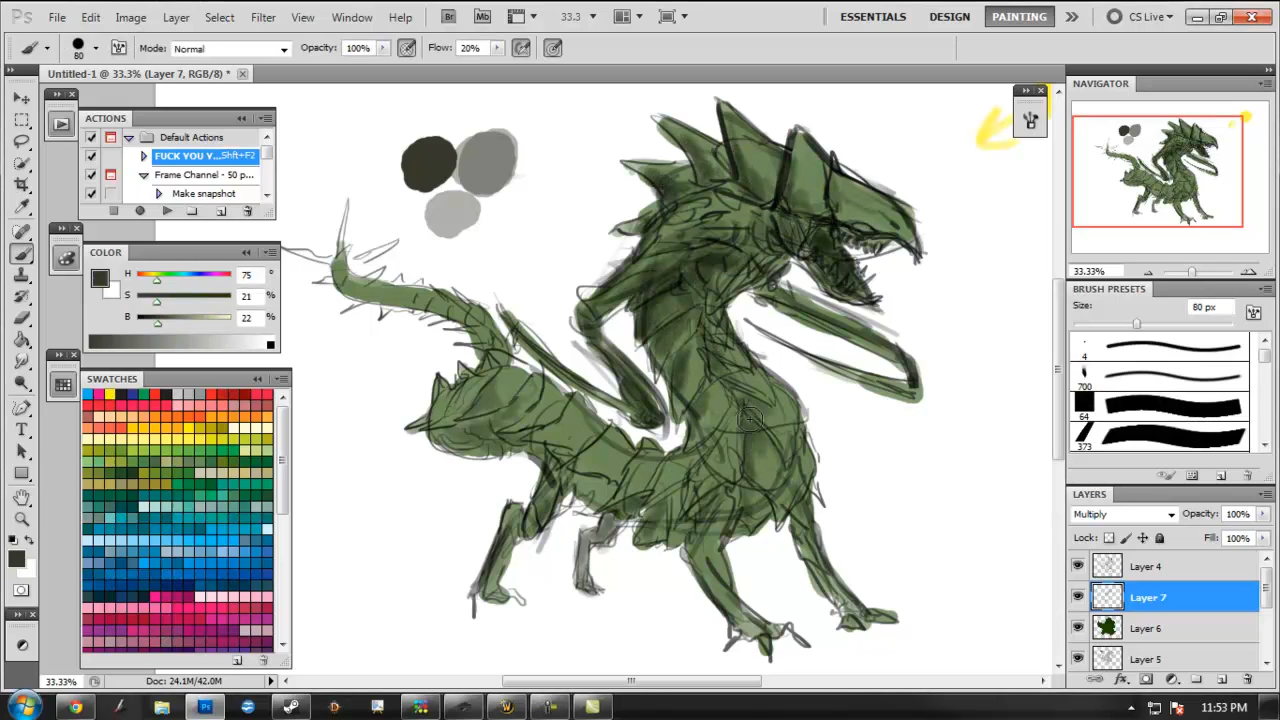 Ps File Edit Image Layer Select Filter View Window Help Br Mb 33.3 ESSENTIALS DESIGN PAINTING CS Live
80 Mode: Normal Opacity: 100% Flow: 20%
Untitled-1 @ 33.3% (Layer 7, RGB/8) *
ACTIONS
Default Actions
FUCK YOU Y... Shft+F2
Frame Channel - 50 p...
Make snapshot
COLOR
H 75 °
S 21 %
B 22 %
SWATCHES
NAVIGATOR
33.33%
BRUSH PRESETS
Size: 80 px
4
700
64
373
LAYERS
Multiply Opacity: 100%
Lock: Fill: 100%
Layer 4
Layer 7
Layer 6
Layer 5
33.33% Doc: 24.1M/42.0M
Ps 11:53 PM